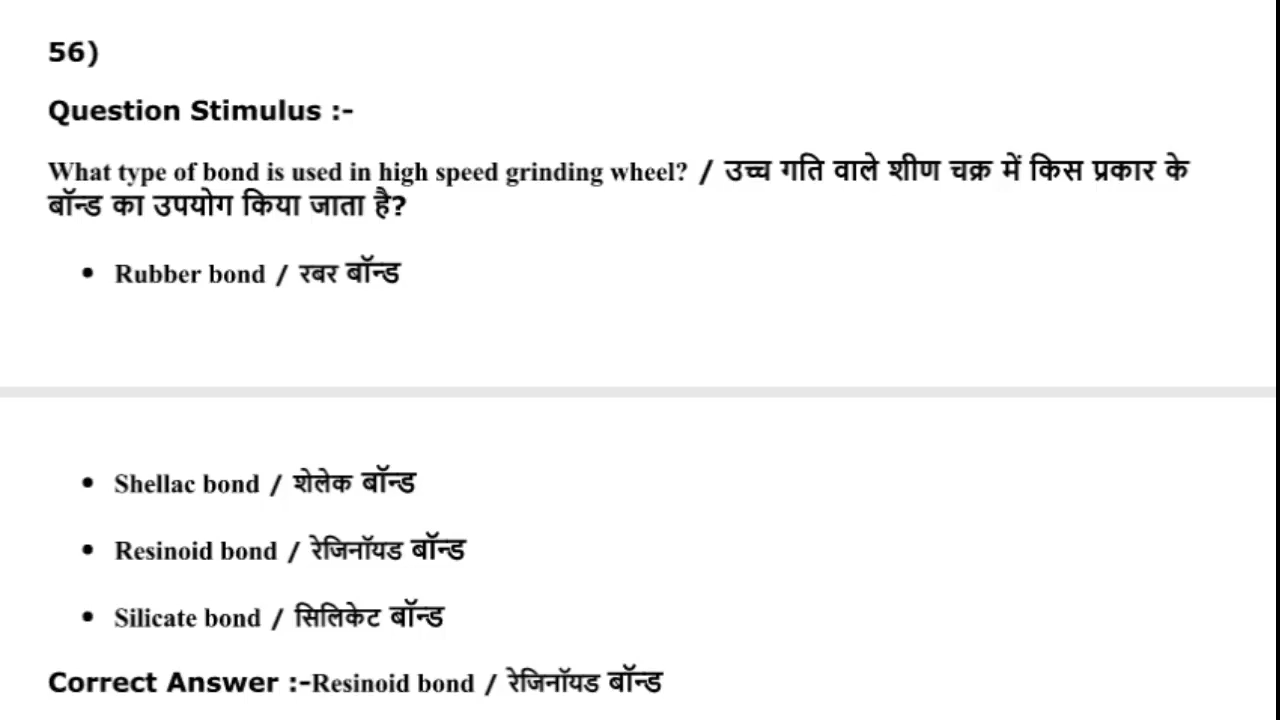 56)
Question Stimulus :-
What type of bond is used in high speed grinding wheel? / उच्च गति वाले शीण चक्र में किस प्रकार के
बॉन्ड का उपयोग किया जाता है?
• Rubber bond / रबर बॉन्ड
• Shellac bond / शेलेक बॉन्ड
• Resinoid bond / रेजिनॉयड बॉन्ड
• Silicate bond / सिलिकेट बॉन्ड
Correct Answer :-Resinoid bond / रेजिनॉयड बॉन्ड